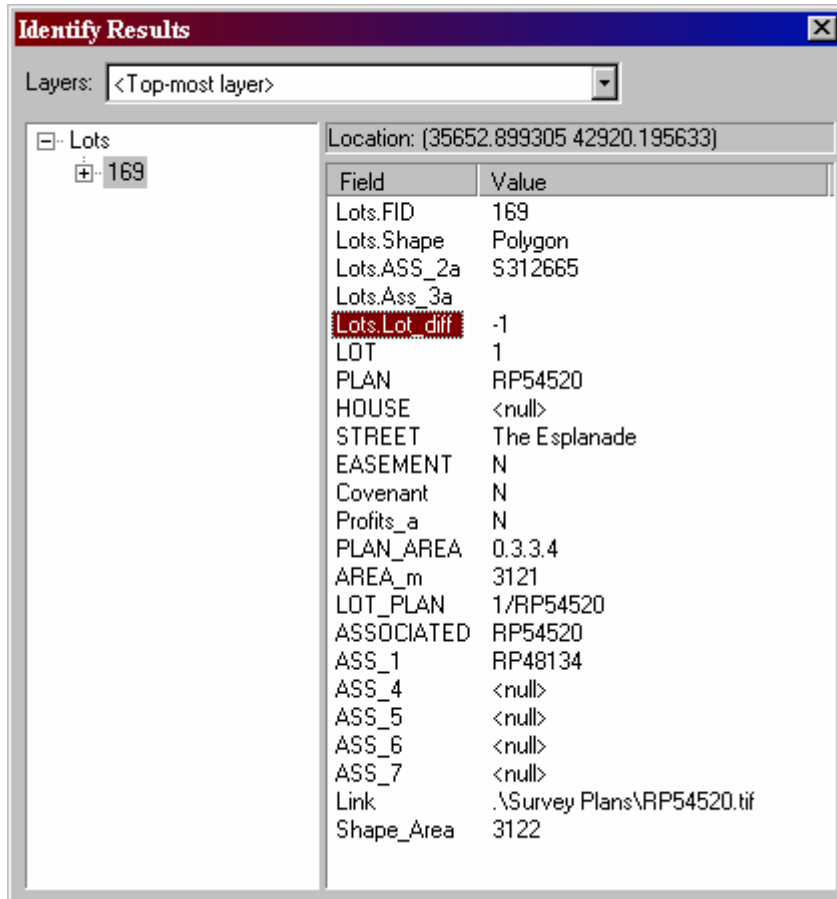 Identify Results
Layers: <Top-most layer>
Lots
169
Location: (35652.899305 42920.195633)
Field Value
Lots.FID 169
Lots.Shape Polygon
Lots.ASS_2a S312665
Lots.Ass_3a
Lots.Lot_diff -1
LOT 1
PLAN RP54520
HOUSE <null>
STREET The Esplanade
EASEMENT N
Covenant N
Profits_a N
PLAN_AREA 0.3.3.4
AREA_m 3121
LOT_PLAN 1/RP54520
ASSOCIATED RP54520
ASS_1 RP48134
ASS_4 <null>
ASS_5 <null>
ASS_6 <null>
ASS_7 <null>
Link .\Survey Plans\RP54520.tif
Shape_Area 3122